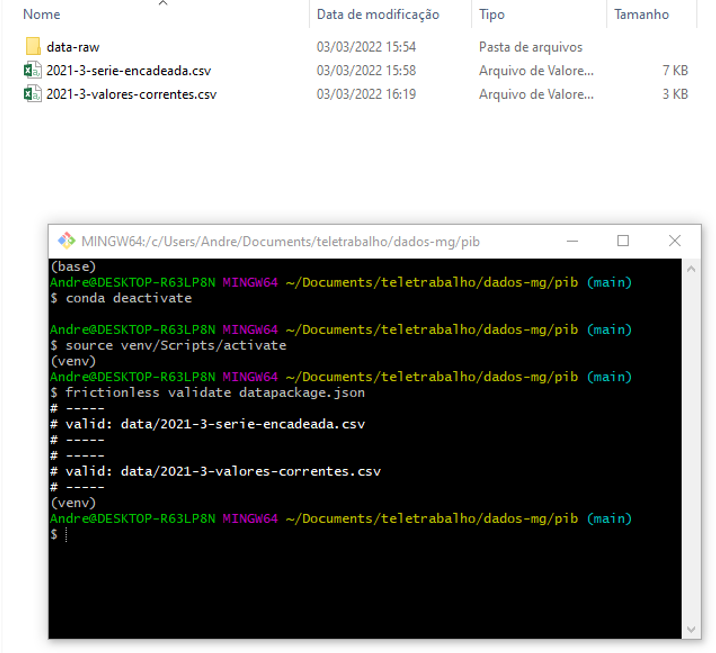 Nome Data de modificação Tipo Tamanho
data-raw 03/03/2022 15:54 Pasta de arquivos
2021-3-serie-encadeada.csv 03/03/2022 15:58 Arquivo de Valore... 7 KB
2021-3-valores-correntes.csv 03/03/2022 16:19 Arquivo de Valore... 3 KB
MINGW64:/c/Users/Andre/Documents/teletrabalho/dados-mg/pib
(base)
Andre@DESKTOP-R63LP8N MINGW64 ~/Documents/teletrabalho/dados-mg/pib (main)
$ conda deactivate
Andre@DESKTOP-R63LP8N MINGW64 ~/Documents/teletrabalho/dados-mg/pib (main)
$ source venv/Scripts/activate
(venv)
Andre@DESKTOP-R63LP8N MINGW64 ~/Documents/teletrabalho/dados-mg/pib (main)
$ frictionless validate datapackage.json
# -----
# valid: data/2021-3-serie-encadeada.csv
# -----
# -----
# valid: data/2021-3-valores-correntes.csv
# -----
(venv)
Andre@DESKTOP-R63LP8N MINGW64 ~/Documents/teletrabalho/dados-mg/pib (main)
$